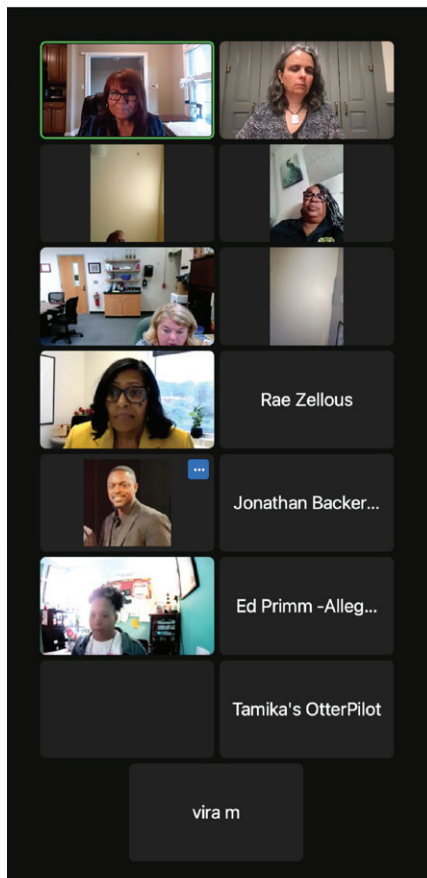 Rae Zellous
Jonathan Backer...
Ed Primm -Alleg...
Tamika's OtterPilot
vira m